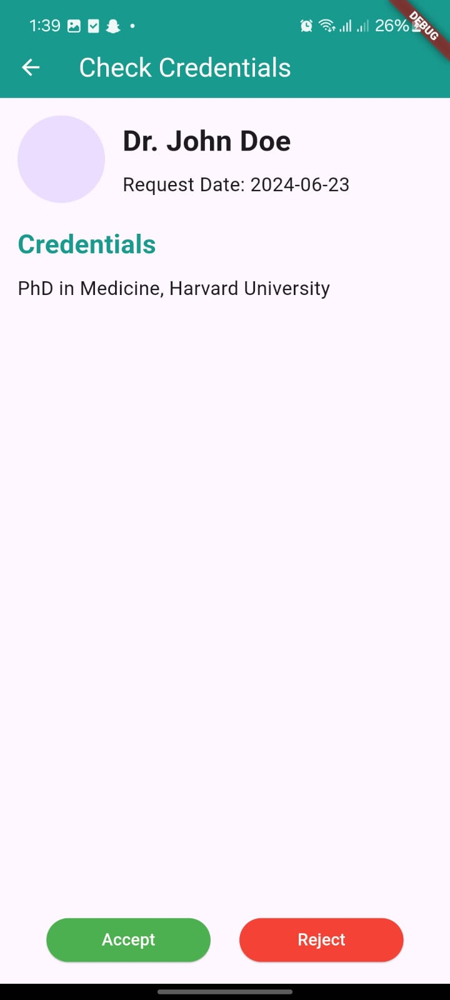 1:39
26%
DEBUG
Check Credentials
Dr. John Doe
Request Date: 2024-06-23
Credentials
PhD in Medicine, Harvard University
Accept
Reject